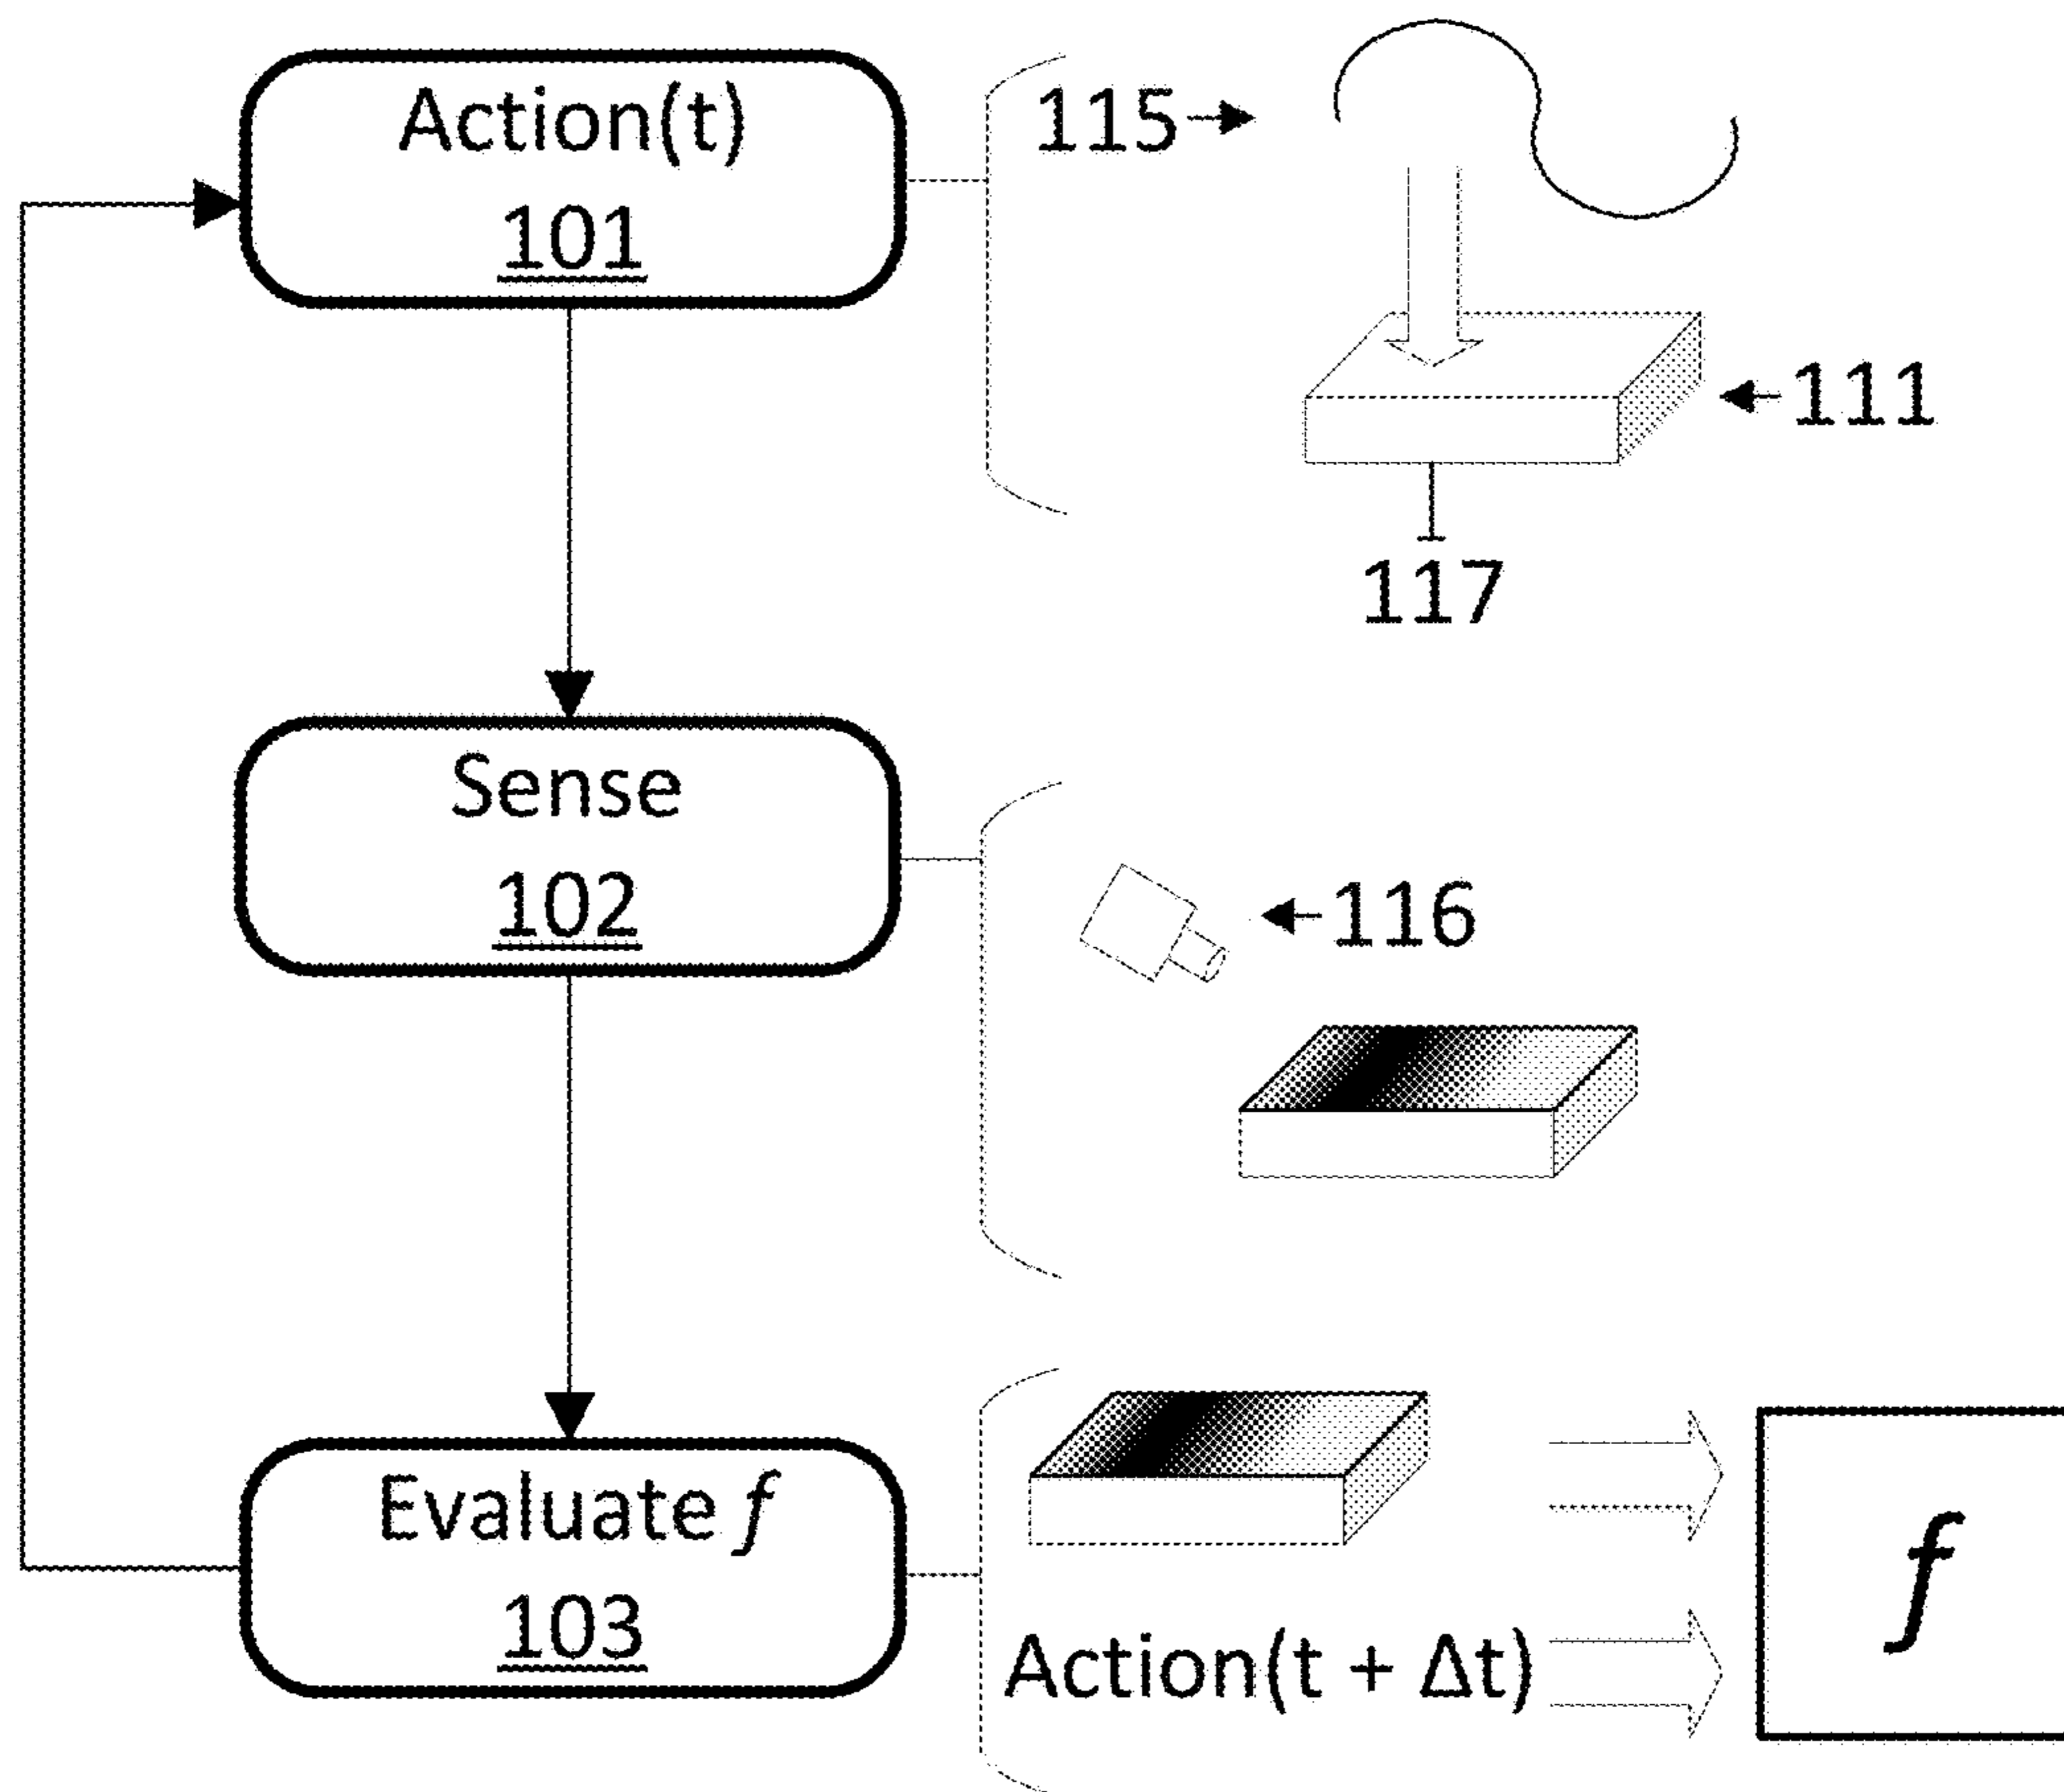 Action(t)
101
115
111
117
Sense
102
116
Evaluate f
103
Action(t + Δt)
f